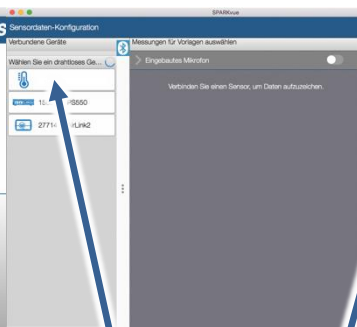 SPARKvue
Sensordaten-Konfiguration
Verbundene Geräte
Messungen für Vorlagen auswählen
Wählen Sie ein drahtloses Ge...
Eingebautes Mikrofon
Verbinden Sie einen Sensor, um Daten aufzuzeichnen.